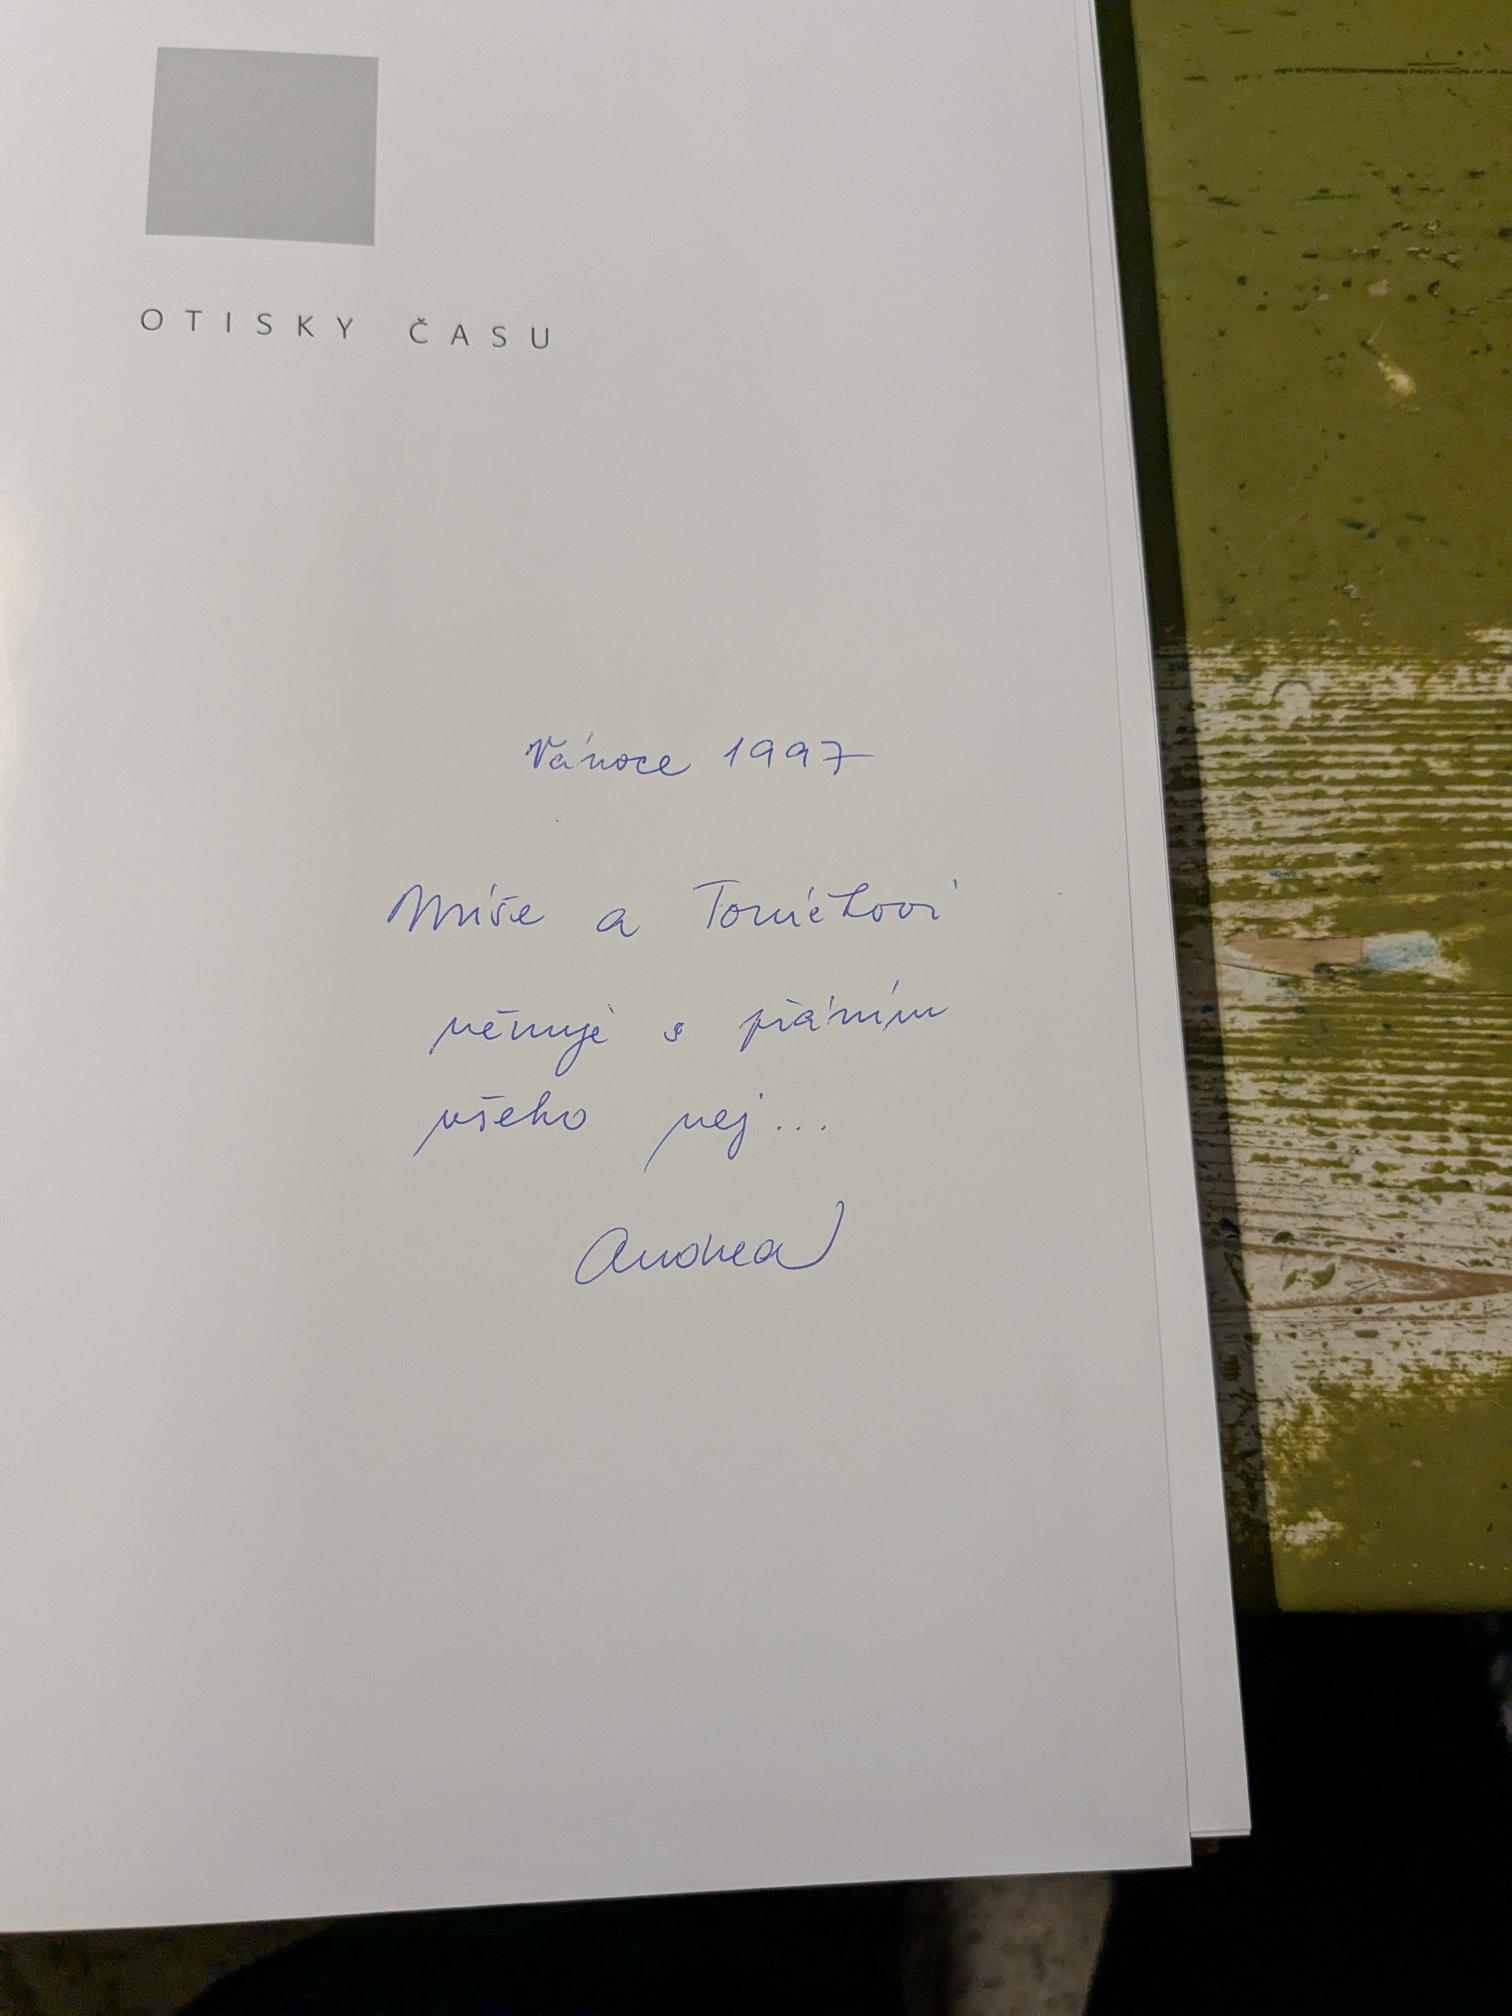 OTISKY ČASU
Vánoce 1997
Míše a Tomíčkovi
věnuje s přáním
všeho nej...
Andrea